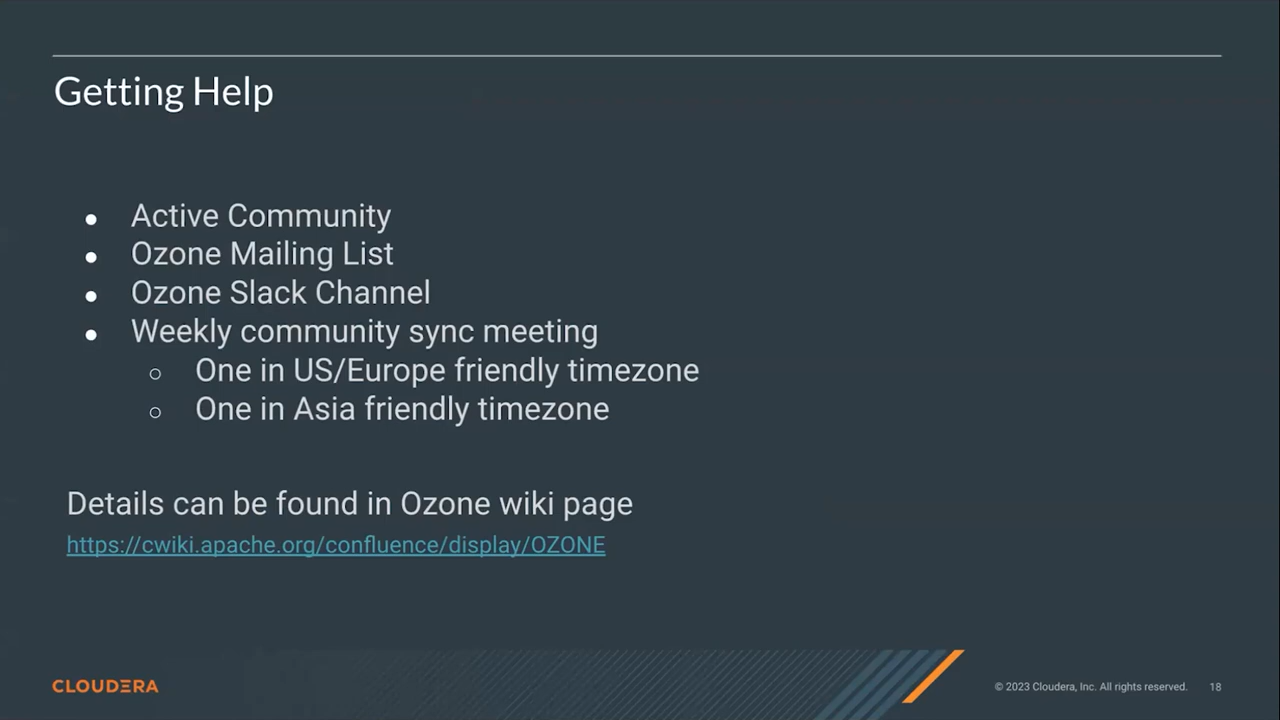 Getting Help
● Active Community
● Ozone Mailing List
● Ozone Slack Channel
● Weekly community sync meeting
○ One in US/Europe friendly timezone
○ One in Asia friendly timezone
Details can be found in Ozone wiki page
https://cwiki.apache.org/confluence/display/OZONE
CLOUDERA
© 2023 Cloudera, Inc. All rights reserved. 18